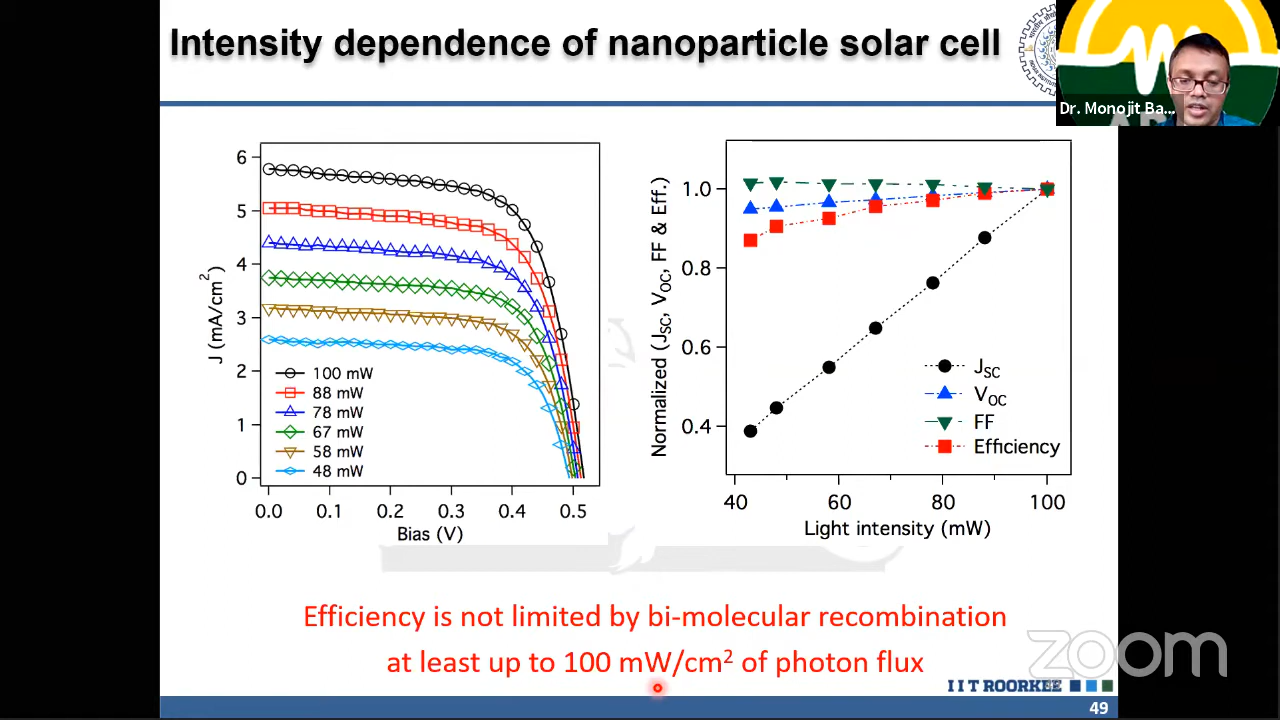 Intensity dependence of nanoparticle solar cell
Dr. Monojit Ba...
6
5
4
3
2
1
0
J (mA/cm²)
100 mW
88 mW
78 mW
67 mW
58 mW
48 mW
0.0 0.1 0.2 0.3 0.4 0.5
Bias (V)
1.0
0.8
0.6
0.4
Normalized (JSC, VOC, FF & Eff.)
JSC
VOC
FF
Efficiency
40 60 80 100
Light intensity (mW)
Efficiency is not limited by bi-molecular recombination
at least up to 100 mW/cm² of photon flux
zoom
IIT ROORKEE
49